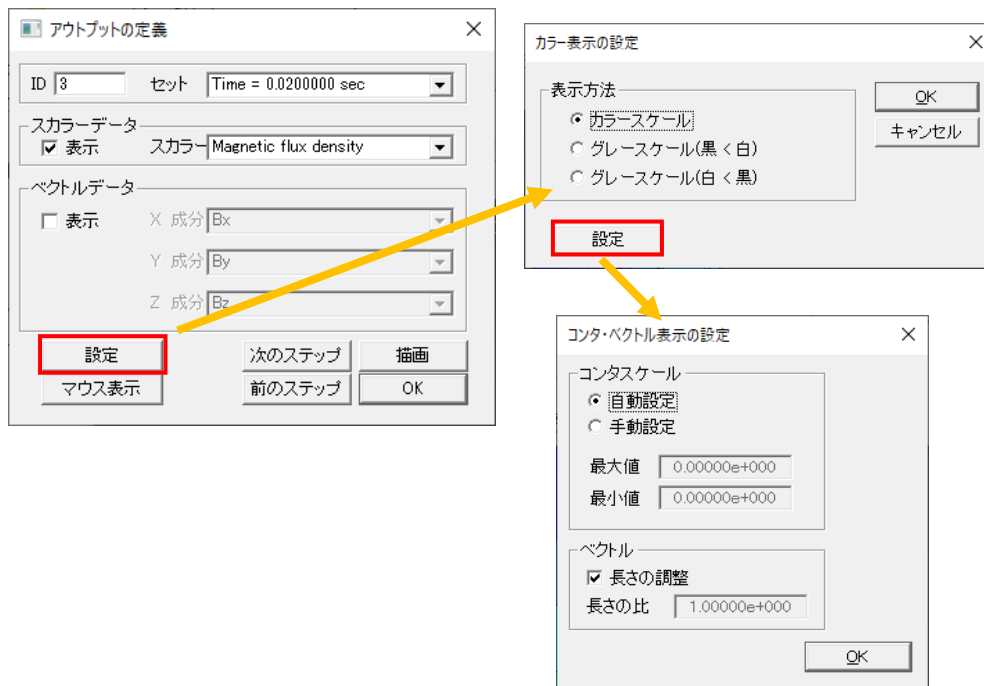 アウトプットの定義
ID 3 セット Time = 0.0200000 sec
スカラーデータ
表示 スカラー Magnetic flux density
ベクトルデータ
表示 X 成分 Bx
Y 成分 By
Z 成分 Bz
設定 次のステップ 描画
マウス表示 前のステップ OK
カラー表示の設定
表示方法
カラースケール
グレースケール(黒 < 白)
グレースケール(白 < 黒)
OK
キャンセル
設定
コンタ・ベクトル表示の設定
コンタスケール
自動設定
手動設定
最大値 0.00000e+000
最小値 0.00000e+000
ベクトル
長さの調整
長さの比 1.00000e+000
OK